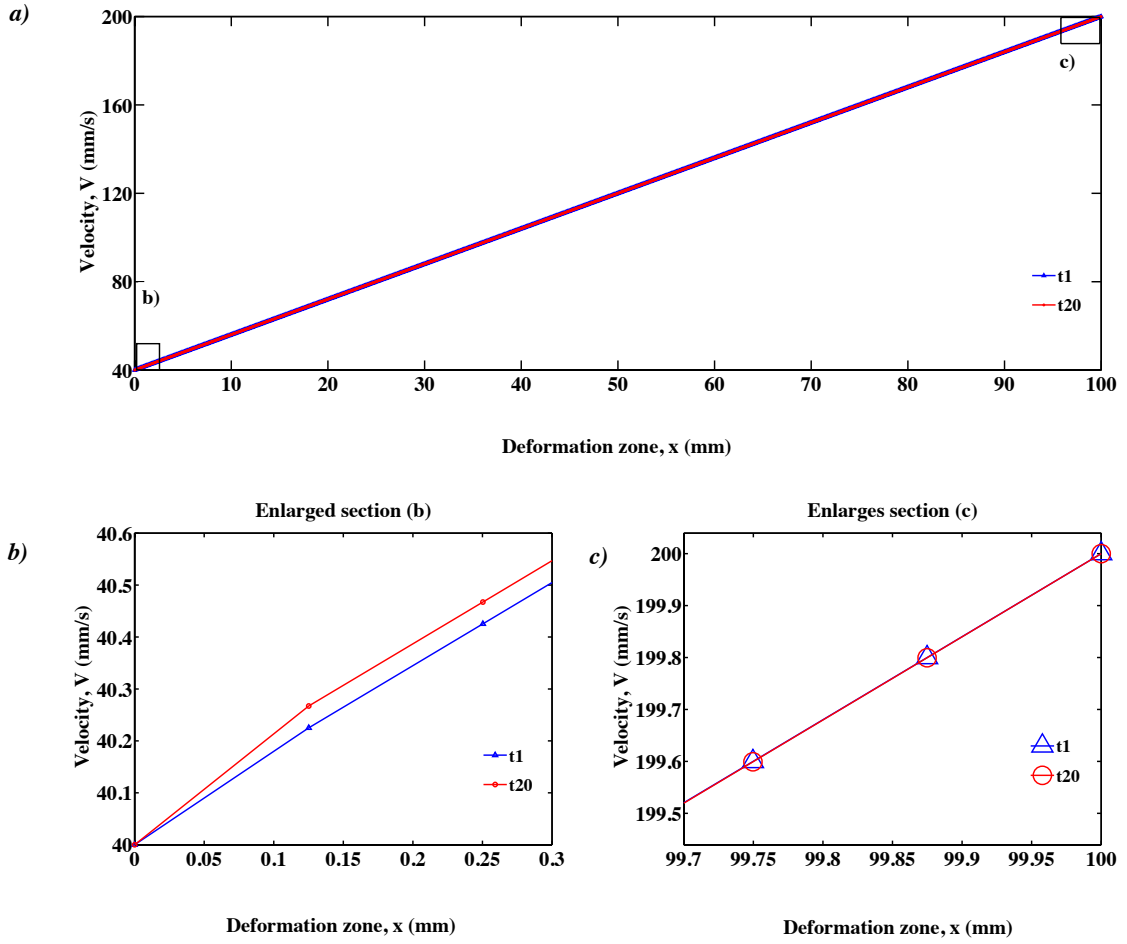 a)
200
160
120
80
40
Velocity, V (mm/s)
c)
b)
t1
t20
0 10 20 30 40 50 60 70 80 90 100
Deformation zone, x (mm)
Enlarged section (b)
b)
40.6
40.5
40.4
40.3
40.2
40.1
40
Velocity, V (mm/s)
t1
t20
0 0.05 0.1 0.15 0.2 0.25 0.3
Deformation zone, x (mm)
Enlarges section (c)
c)
200
199.9
199.8
199.7
199.6
199.5
Velocity, V (mm/s)
t1
t20
99.7 99.75 99.8 99.85 99.9 99.95 100
Deformation zone, x (mm)